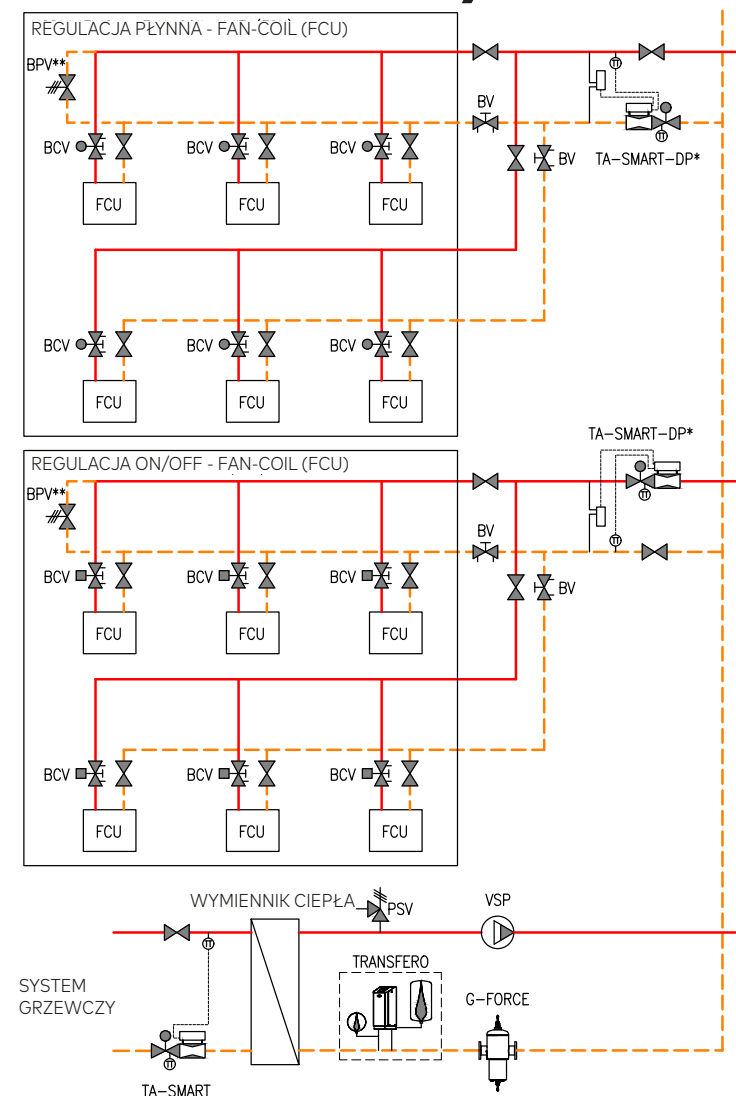 REGULACJA PŁYNNA - FAN-COIL (FCU)
BPV**
BV
BCV BCV BCV
BV
TA-SMART-DP*
FCU FCU FCU
BCV BCV BCV
FCU FCU FCU
TA-SMART-DP*
REGULACJA ON/OFF - FAN-COIL (FCU)
BPV**
BV
BCV BCV BCV
BV
FCU FCU FCU
BCV BCV BCV
FCU FCU FCU
WYMIENNIK CIEPŁA
PSV
VSP
TRANSFERO
SYSTEM
GRZEWCZY
G-FORCE
TA-SMART